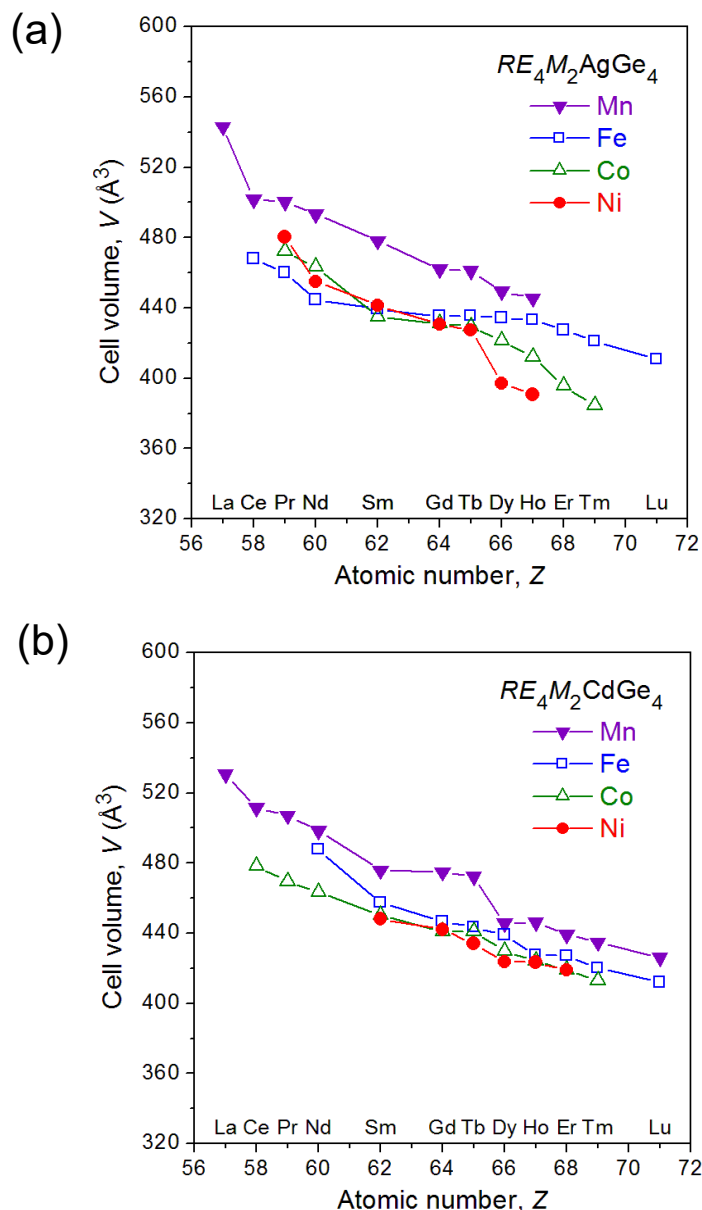 (a)
600
560
520
480
440
400
360
320
Cell volume, V (Å³)
RE₄M₂AgGe₄
Mn
Fe
Co
Ni
La Ce Pr Nd Sm Gd Tb Dy Ho Er Tm Lu
56 58 60 62 64 66 68 70 72
Atomic number, Z
(b)
600
560
520
480
440
400
360
320
Cell volume, V (Å³)
RE₄M₂CdGe₄
Mn
Fe
Co
Ni
La Ce Pr Nd Sm Gd Tb Dy Ho Er Tm Lu
56 58 60 62 64 66 68 70 72
Atomic number, Z